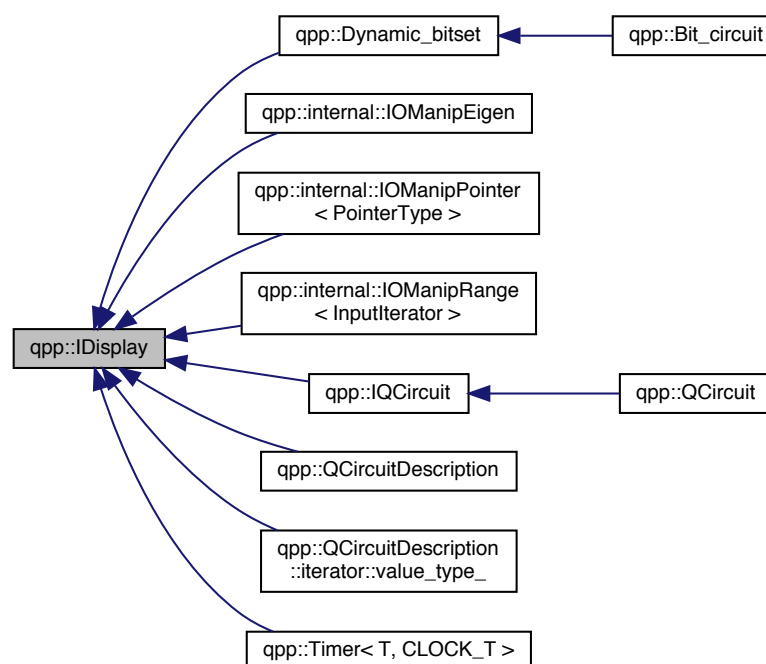 qpp::Dynamic_bitset
qpp::Bit_circuit
qpp::internal::IOManipEigen
qpp::internal::IOManipPointer
< PointerType >
qpp::internal::IOManipRange
< InputIterator >
qpp::IDisplay
qpp::IQCircuit
qpp::QCircuit
qpp::QCircuitDescription
qpp::QCircuitDescription
::iterator::value_type_
qpp::Timer< T, CLOCK_T >